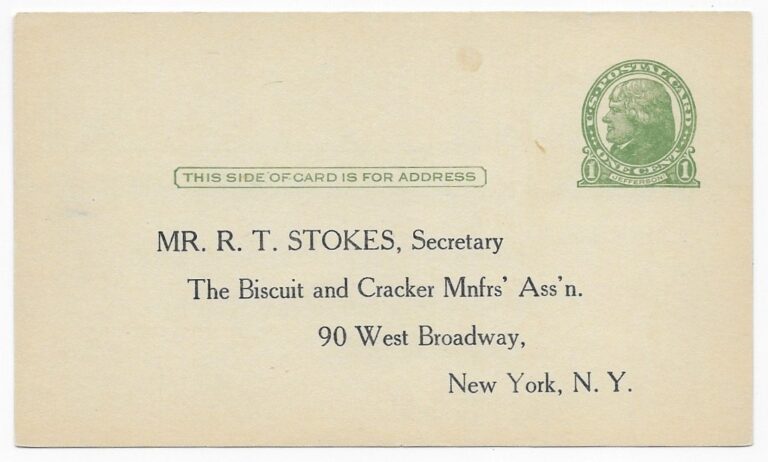 U.S. POSTAL CARD
ONE CENT
1 JEFFERSON 1
THIS SIDE OF CARD IS FOR ADDRESS
MR. R. T. STOKES, Secretary
The Biscuit and Cracker Mnfrs' Ass'n.
90 West Broadway,
New York, N. Y.